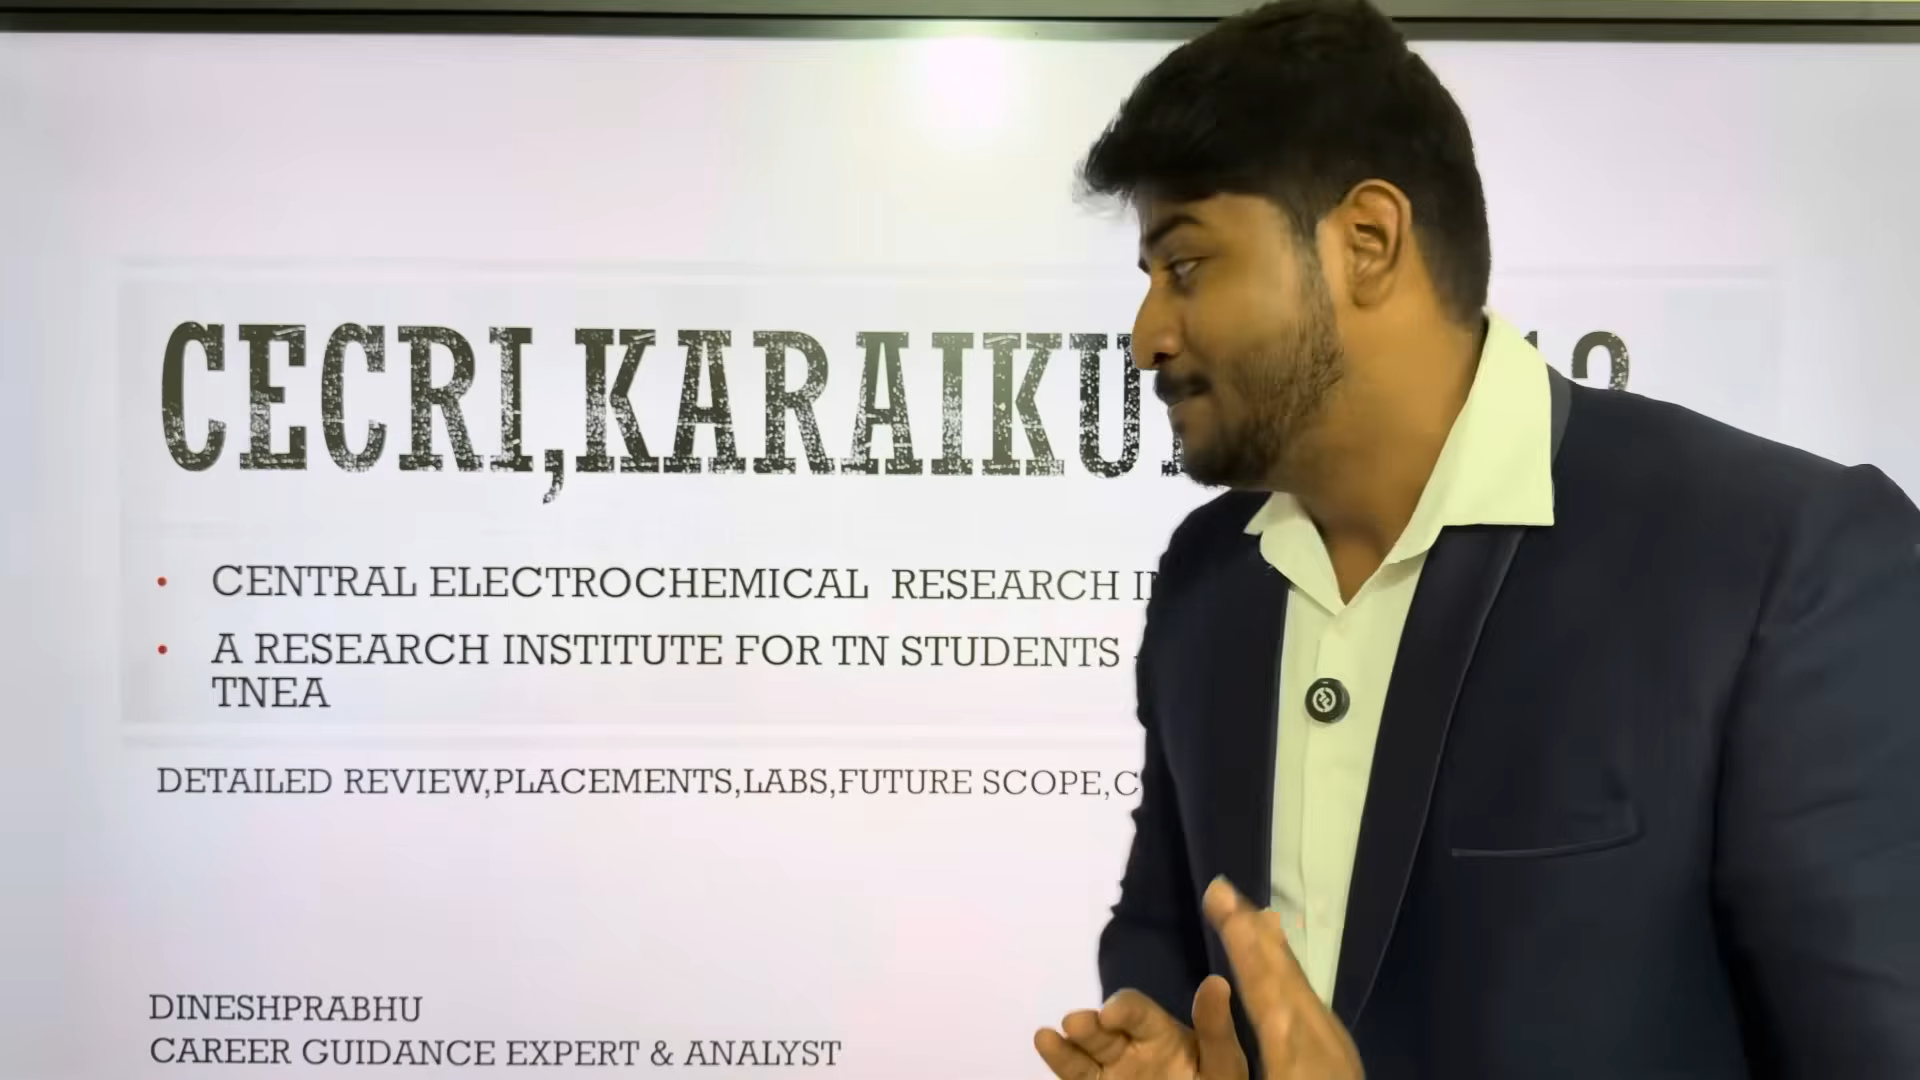 CECRI,KARAIKU
• CENTRAL ELECTROCHEMICAL RESEARCH
• A RESEARCH INSTITUTE FOR TN STUDENTS
TNEA
DETAILED REVIEW,PLACEMENTS,LABS,FUTURE SCOPE,
DINESHPRABHU
CAREER GUIDANCE EXPERT & ANALYST